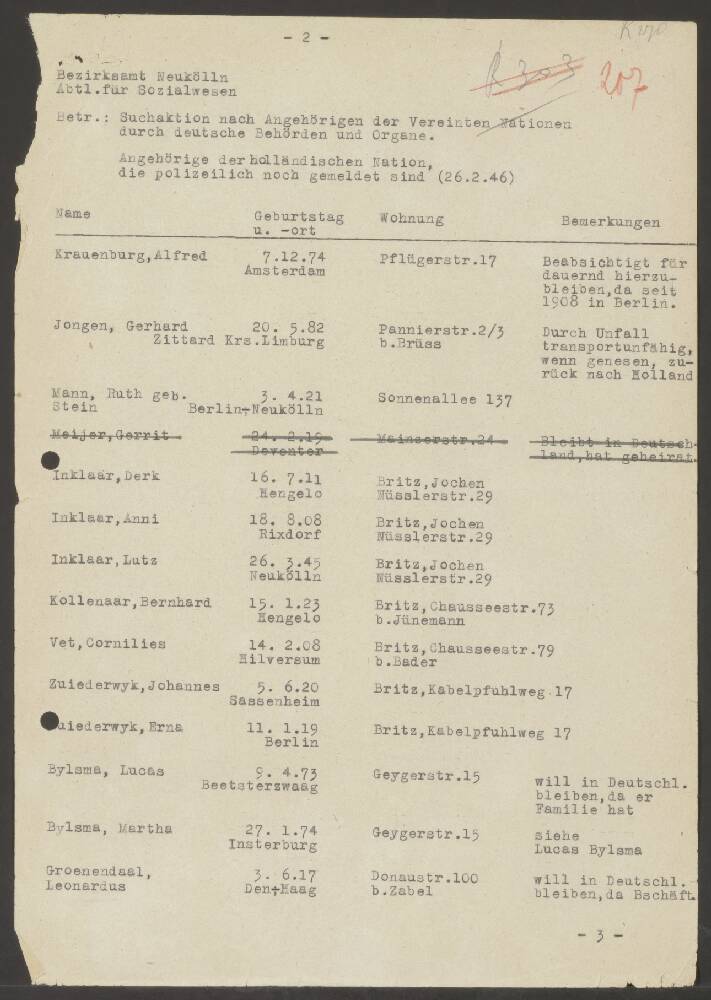 - 2 -
207
Bezirksamt Neukölln
Abtl.für Sozialwesen
Betr.: Suchaktion nach Angehörigen der Vereinten Nationen
durch deutsche Behörden und Organe.
Angehörige der holländischen Nation,
die polizeilich noch gemeldet sind (26.2.46)
Name Geburtstag Wohnung Bemerkungen
u. -ort
Krauenburg,Alfred 7.12.74 Pflügerstr.17 Beabsichtigt für
Amsterdam dauernd hierzu-
bleiben,da seit
1908 in Berlin.
Jongen, Gerhard 20. 5.82 Pannierstr.2/3 Durch Unfall
Zittard Krs.Limburg b.Brüss transportunfähig,
wenn genesen, zu-
rück nach Holland
Mann, Ruth geb. 3. 4.21 Sonnenallee 137
Stein Berlin-Neukölln
Meijer,Gerrit 24. 2.19 Mainzerstr.24 Bleibt in Deutsch-
Deventer land,hat geheirat.
Inklaar,Derk 16. 7.11 Britz,Jochen
Hengelo Nüsslerstr.29
Inklaar,Anni 18. 8.08 Britz,Jochen
Rixdorf Nüsslerstr.29
Inklaar,Lutz 26. 3.45 Britz,Jochen
Neukölln Nüsslerstr.29
Kollenaar,Bernhard 15. 1.23 Britz,Chausseestr.73
Hengelo b.Jünemann
Vet,Cornilies 14. 2.08 Britz,Chausseestr.79
Hilversum b.Bader
Zuiederwyk,Johannes 5. 6.20 Britz,Kabelpfuhlweg 17
Sassenheim
uiederwyk,Erna 11. 1.19 Britz,Kabelpfuhlweg 17
Berlin
Bylsma, Lucas 9. 4.73 Geygerstr.15 will in Deutschl.
Beetsterzwaag bleiben,da er
Familie hat
Bylsma, Martha 27. 1.74 Geygerstr.15 siehe
Insterburg Lucas Bylsma
Groenendaal, 3. 6.17 Donaustr.100 will in Deutschl.
Leonardus Den-Haag b.Zabel bleiben,da Bschäft.
- 3 -